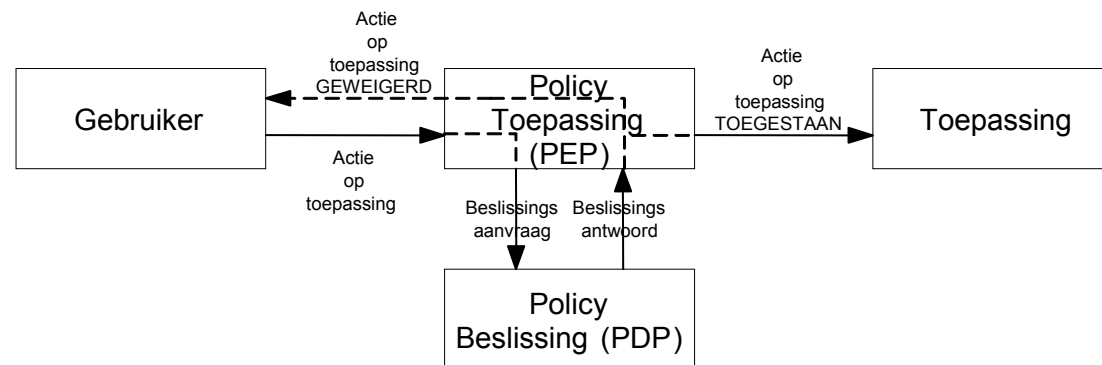 Actie
op
toepassing
GEWEIGERD
Gebruiker
Actie
op
toepassing
Policy
Toepassing
(PEP)
Actie
op
toepassing
TOEGESTAAN
Toepassing
Beslissings
aanvraag
Beslissings
antwoord
Policy
Beslissing (PDP)